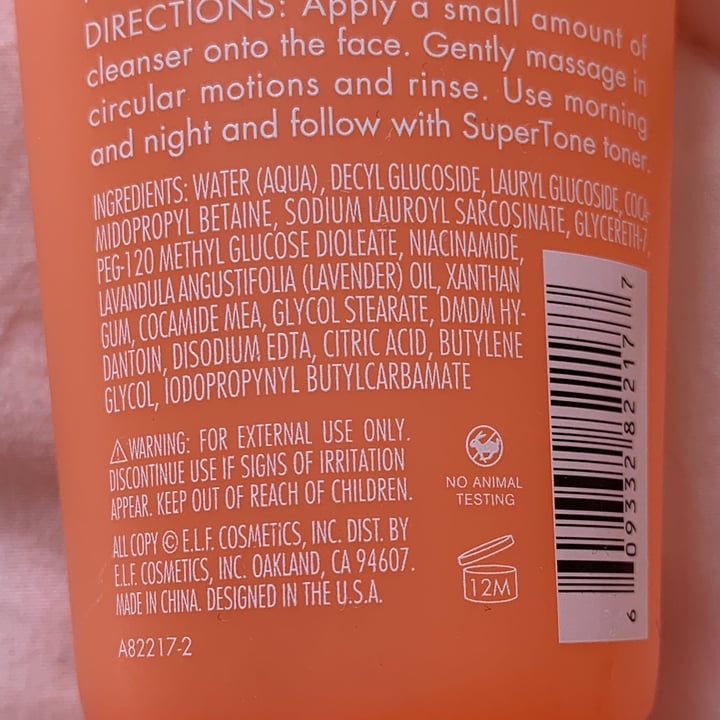 DIRECTIONS: Apply a small amount of
cleanser onto the face. Gently massage in
circular motions and rinse. Use morning
and night and follow with SuperTone toner.
INGREDIENTS: WATER (AQUA), DECYL GLUCOSIDE, LAURYL GLUCOSIDE, COCA-
MIDOPROPYL BETAINE, SODIUM LAUROYL SARCOSINATE, GLYCERETH-7,
PEG-120 METHYL GLUCOSE DIOLEATE, NIACINAMIDE,
LAVANDULA ANGUSTIFOLIA (LAVENDER) OIL, XANTHAN
GUM, COCAMIDE MEA, GLYCOL STEARATE, DMDM HY-
DANTOIN, DISODIUM EDTA, CITRIC ACID, BUTYLENE
GLYCOL, IODOPROPYNYL BUTYLCARBAMATE
WARNING: FOR EXTERNAL USE ONLY.
DISCONTINUE USE IF SIGNS OF IRRITATION
APPEAR. KEEP OUT OF REACH OF CHILDREN.
NO ANIMAL
TESTING
ALL COPY © E.L.F. COSMETICS, INC. DIST. BY
E.L.F. COSMETICS, INC. OAKLAND, CA 94607.
MADE IN CHINA. DESIGNED IN THE U.S.A.
12M
A82217-2
6 09332 82217 7